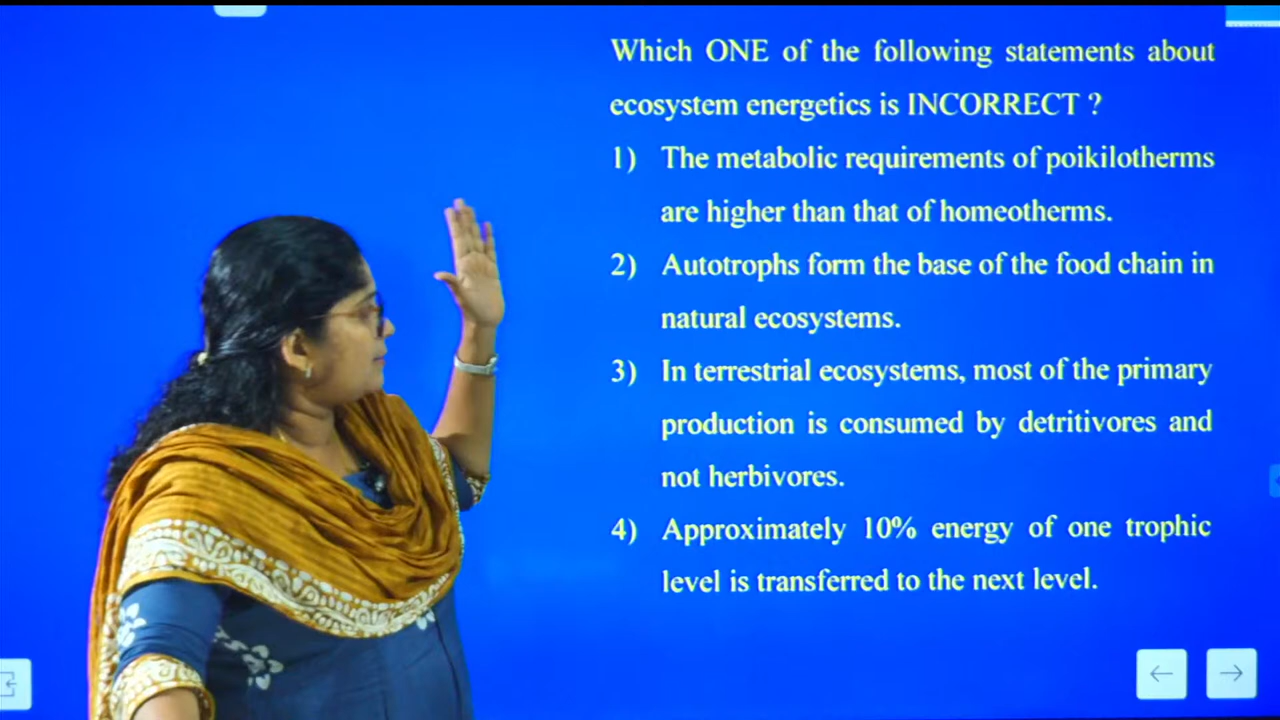 Which ONE of the following statements about
ecosystem energetics is INCORRECT ?
1) The metabolic requirements of poikilotherms
are higher than that of homeotherms.
2) Autotrophs form the base of the food chain in
natural ecosystems.
3) In terrestrial ecosystems, most of the primary
production is consumed by detritivores and
not herbivores.
4) Approximately 10% energy of one trophic
level is transferred to the next level.